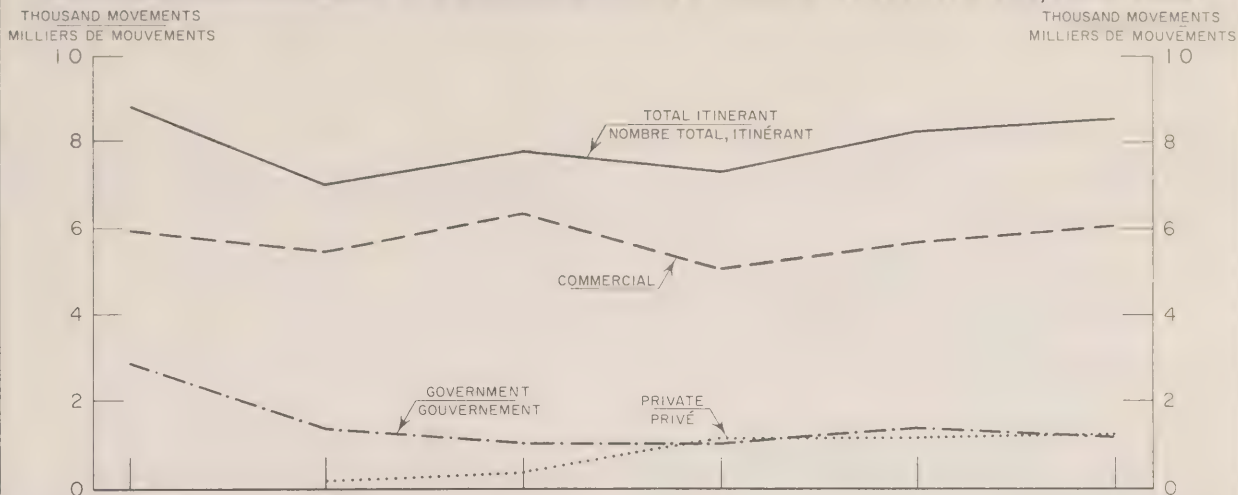 THOUSAND MOVEMENTS
MILLIERS DE MOUVEMENTS
THOUSAND MOVEMENTS
MILLIERS DE MOUVEMENTS
10
8
6
4
2
0
TOTAL ITINERANT
NOMBRE TOTAL, ITINÉRANT
COMMERCIAL
GOVERNMENT
GOUVERNEMENT
PRIVATE
PRIVÉ
10
8
6
4
2
0